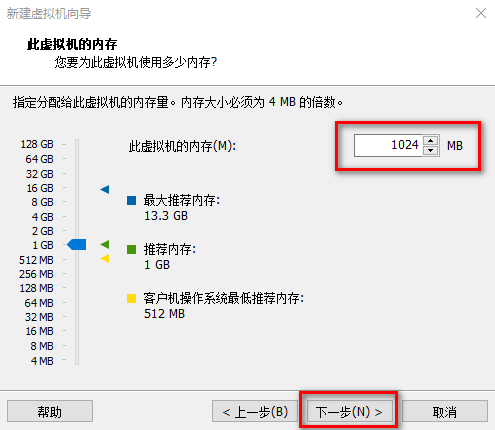 新建虚拟机向导
此虚拟机的内存
您要为此虚拟机使用多少内存?
指定分配给此虚拟机的内存量。内存大小必须为 4 MB 的倍数。
128 GB
64 GB
32 GB
16 GB
8 GB
4 GB
2 GB
1 GB
512 MB
256 MB
128 MB
64 MB
32 MB
16 MB
8 MB
4 MB
此虚拟机的内存(M):
1024
MB
最大推荐内存:
13.3 GB
推荐内存:
1 GB
客户机操作系统最低推荐内存:
512 MB
帮助
< 上一步(B)
下一步(N) >
取消